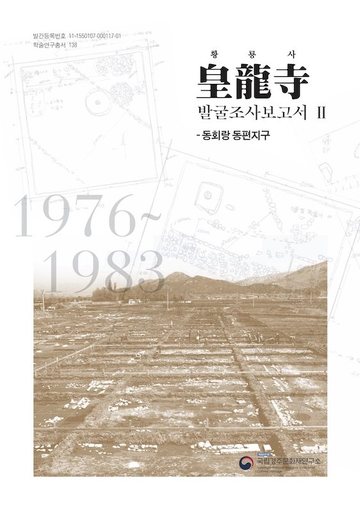 발간등록번호 11-1550107-000117-01
학술연구총서 138
황룡사
皇龍寺
발굴조사보고서 Ⅱ
- 동회랑 동편지구
1976~
1983
국립경주문화재연구소